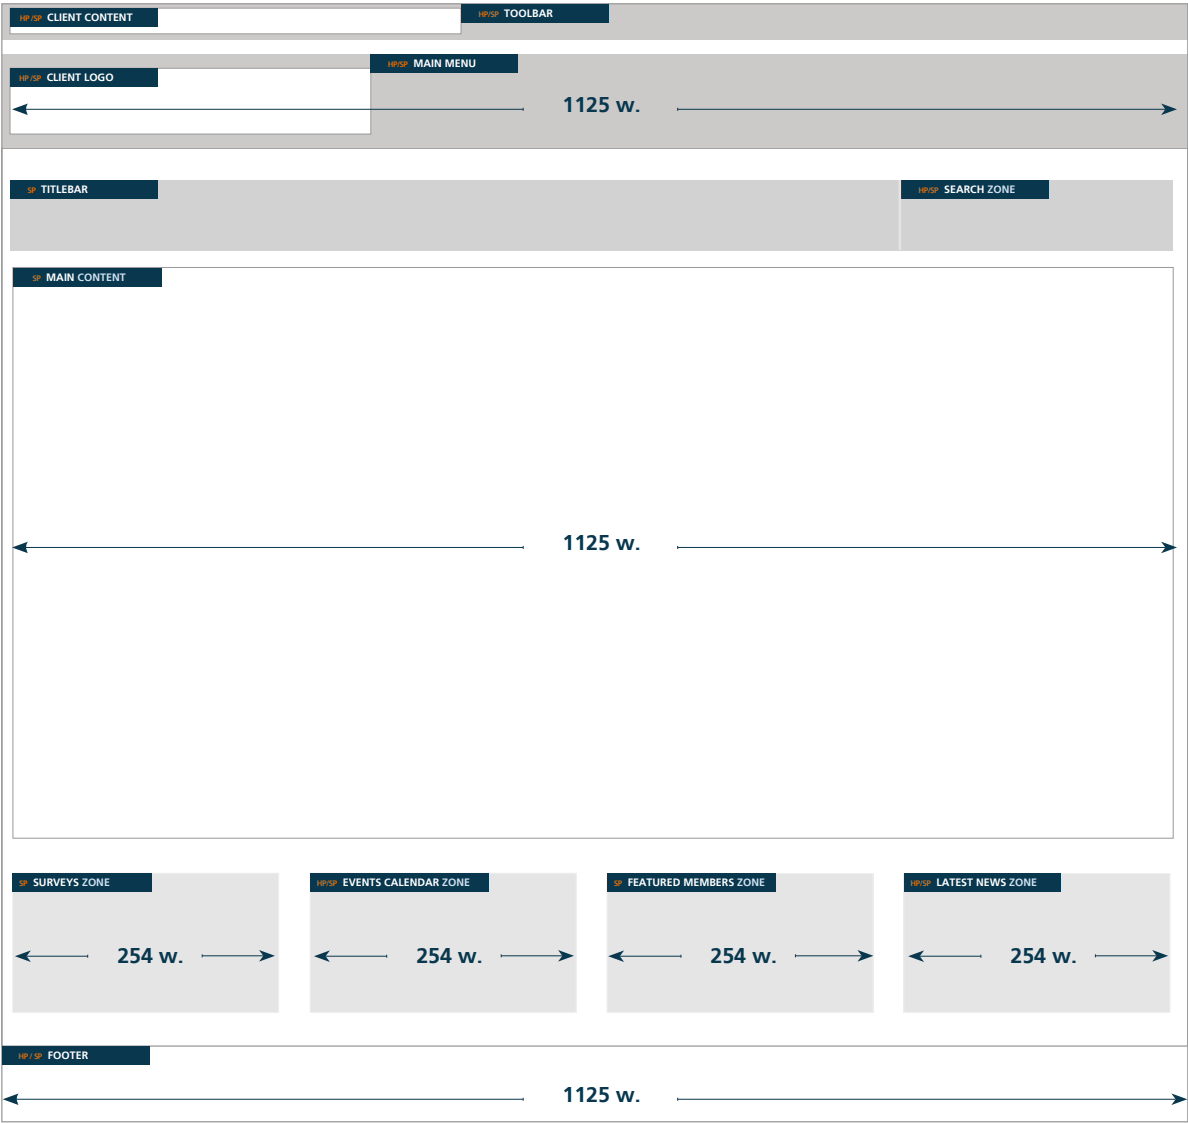 HP/SP CLIENT CONTENT
HP/SP TOOLBAR
HP/SP CLIENT LOGO
HP/SP MAIN MENU
1125 w.
SP TITLEBAR
HP/SP SEARCH ZONE
SP MAIN CONTENT
1125 w.
SP SURVEYS ZONE
HP/SP EVENTS CALENDAR ZONE
SP FEATURED MEMBERS ZONE
HP/SP LATEST NEWS ZONE
254 w.
254 w.
254 w.
254 w.
HP / SP FOOTER
1125 w.